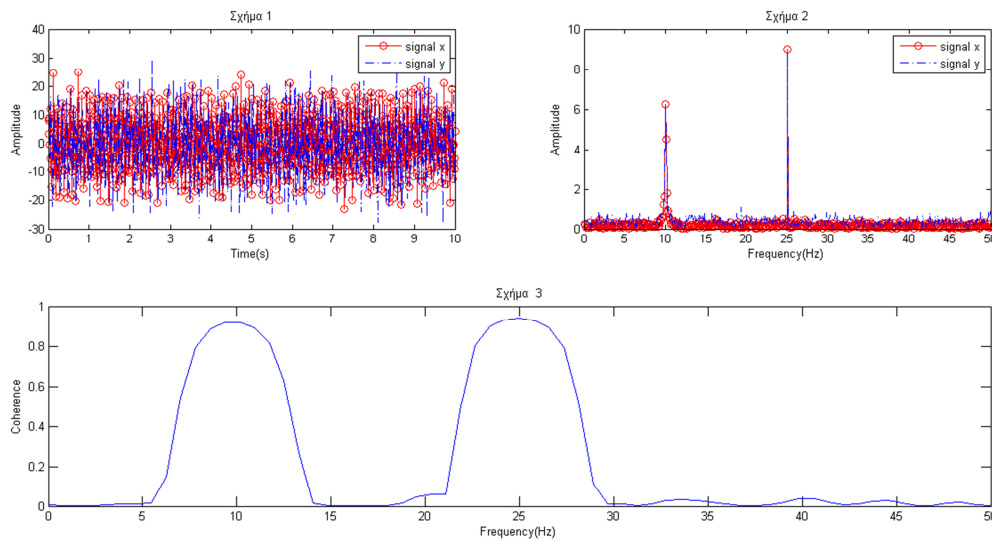 Σχήμα 1
40
30
20
10
0
-10
-20
-30
Amplitude
signal x
signal y
0 1 2 3 4 5 6 7 8 9 10
Time(s)
Σχήμα 2
10
8
6
4
2
0
Amplitude
signal x
signal y
0 5 10 15 20 25 30 35 40 45 50
Frequency(Hz)
Σχήμα 3
1
0.8
0.6
0.4
0.2
0
Coherence
0 5 10 15 20 25 30 35 40 45 50
Frequency(Hz)